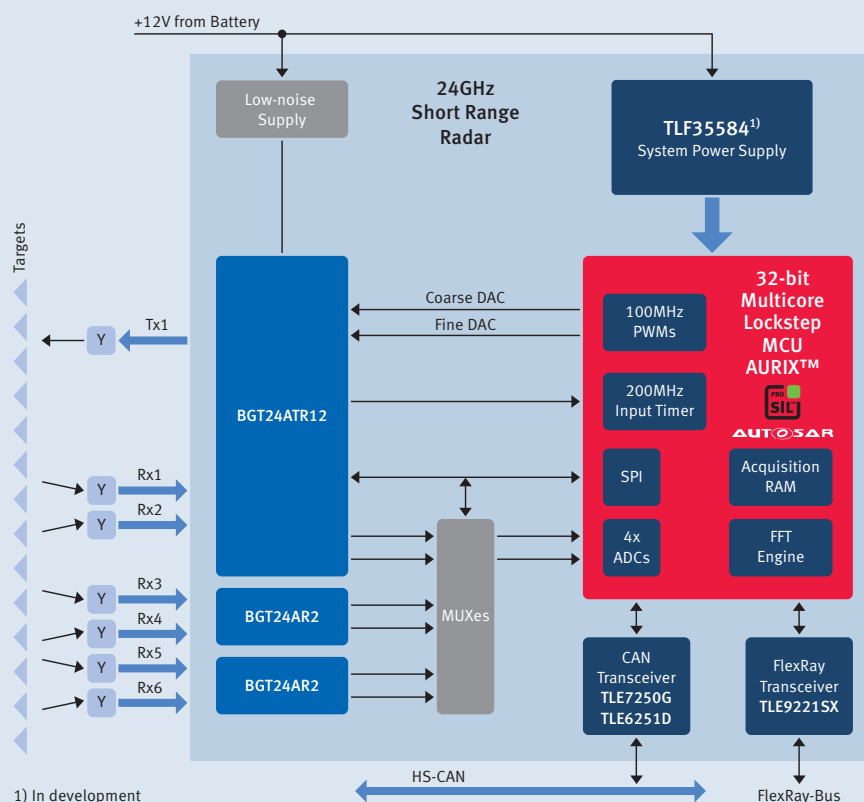 +12V from Battery
Low-noise
Supply
24GHz
Short Range
Radar
TLF35584¹⁾
System Power Supply
Targets
32-bit
Multicore
Lockstep
MCU
AURIX™
PRO
SIL™
AUTOSAR
Coarse DAC
Fine DAC
100MHz
PWMs
Y
Tx1
BGT24ATR12
200MHz
Input Timer
Y
Rx1
Y
Rx2
SPI
Acquisition
RAM
4x
ADCs
FFT
Engine
Y
Rx3
Y
Rx4
BGT24AR2
MUXes
Y
Rx5
Y
Rx6
BGT24AR2
CAN
Transceiver
TLE7250G
TLE6251D
FlexRay
Transceiver
TLE9221SX
HS-CAN
FlexRay-Bus
1) In development